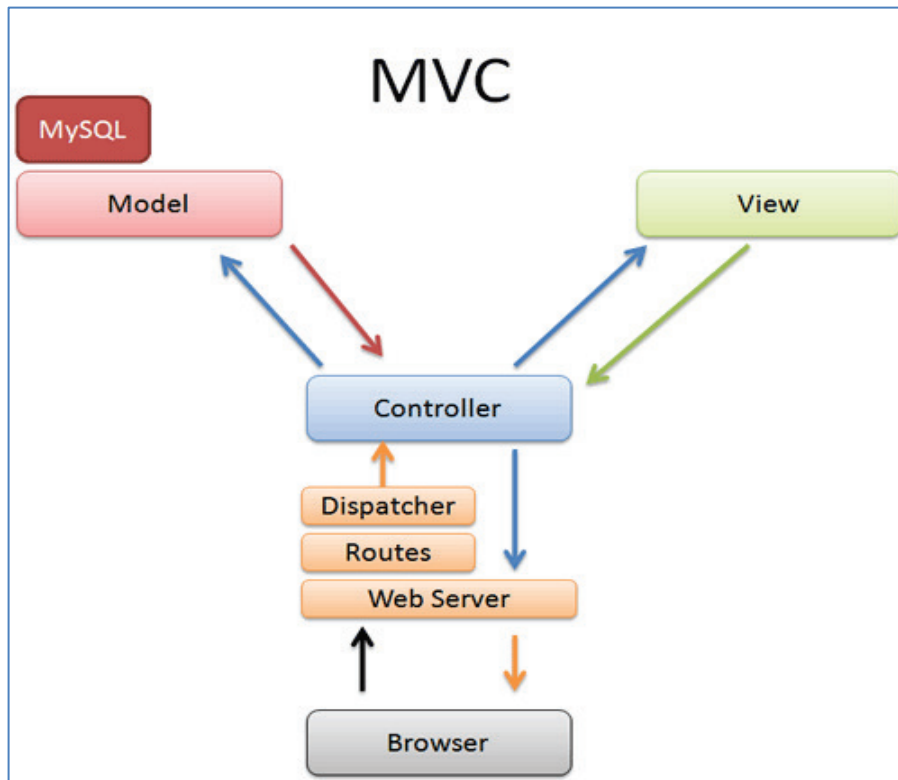 MVC
MySQL
Model
View
Controller
Dispatcher
Routes
Web Server
Browser